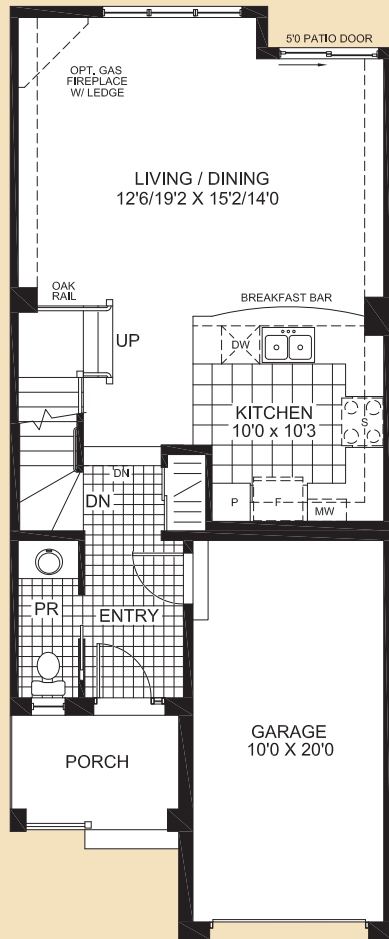 5'0 PATIO DOOR
OPT. GAS
FIREPLACE
W/ LEDGE
LIVING / DINING
12'6/19'2 X 15'2/14'0
OAK
RAIL
BREAKFAST BAR
UP
DW
KITCHEN
10'0 x 10'3
S
DN
DN
P
F
MW
PR
ENTRY
PORCH
GARAGE
10'0 X 20'0